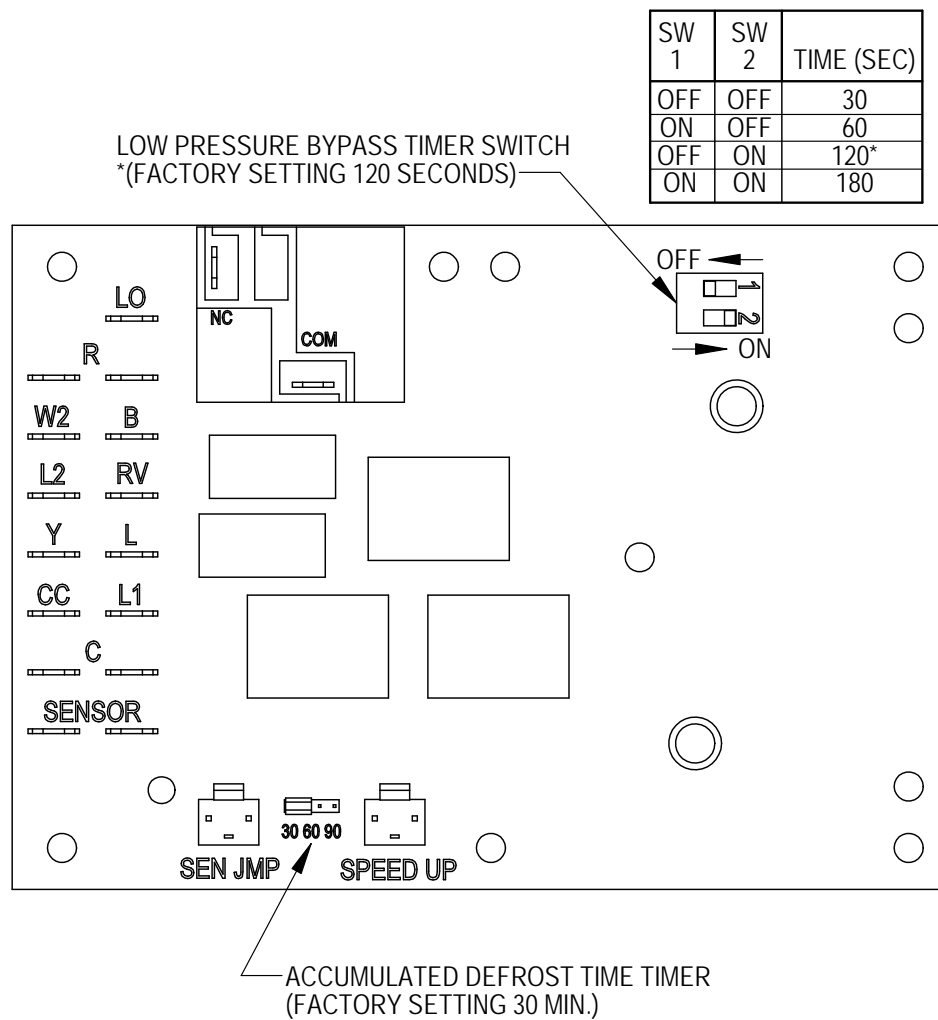 SW 1 SW 2 TIME (SEC)
OFF OFF 30
ON OFF 60
OFF ON 120*
ON ON 180
LOW PRESSURE BYPASS TIMER SWITCH
*(FACTORY SETTING 120 SECONDS)
OFF
1
2
ON
NC
COM
LO
R
W2 B
L2 RV
Y L
CC L1
C
SENSOR
30 60 90
SEN JMP SPEED UP
ACCUMULATED DEFROST TIME TIMER
(FACTORY SETTING 30 MIN.)